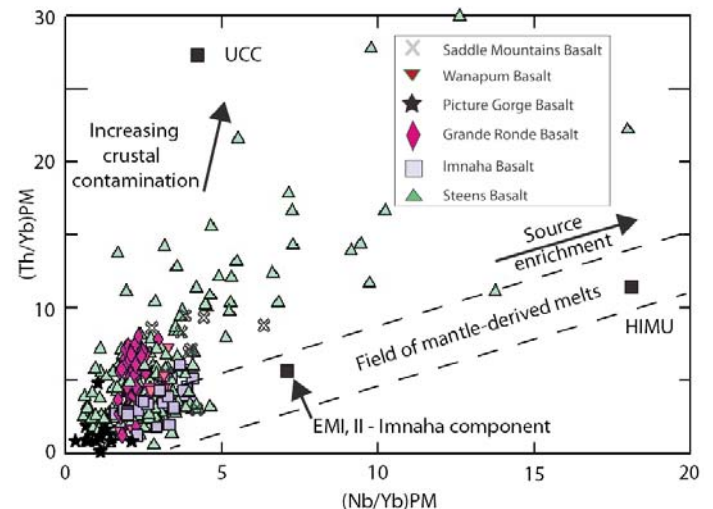 30
20
10
0
(Th/Yb)PM
UCC
Increasing
crustal
contamination
Saddle Mountains Basalt
Wanapum Basalt
Picture Gorge Basalt
Grande Ronde Basalt
Imnaha Basalt
Steens Basalt
Source
enrichment
Field of mantle-derived melts
HIMU
EMI, II - Imnaha component
0
5
10
15
20
(Nb/Yb)PM